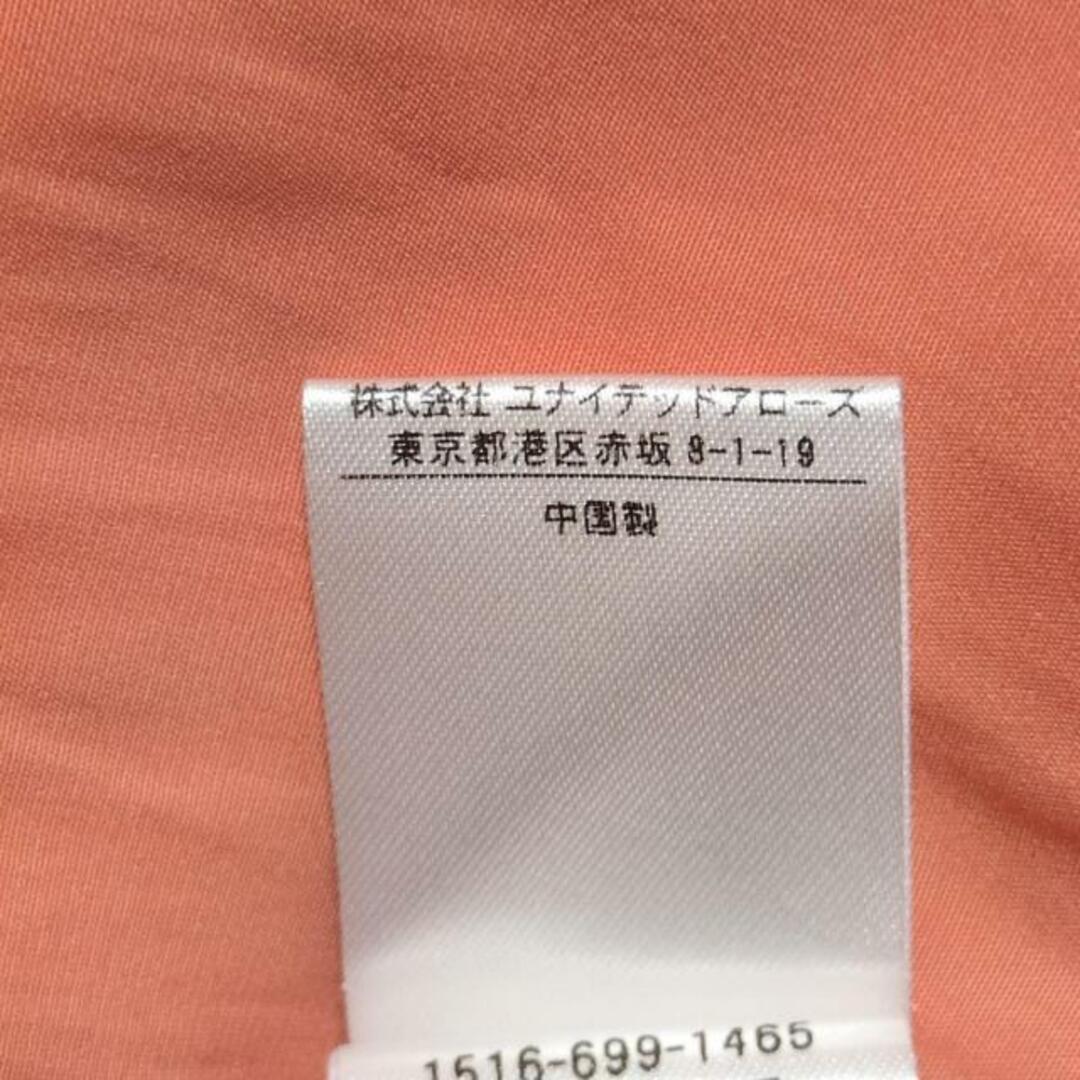 株式会社 ユナイテッドアローズ
東京都港区赤坂 8-1-19
中国製
1516-699-1465